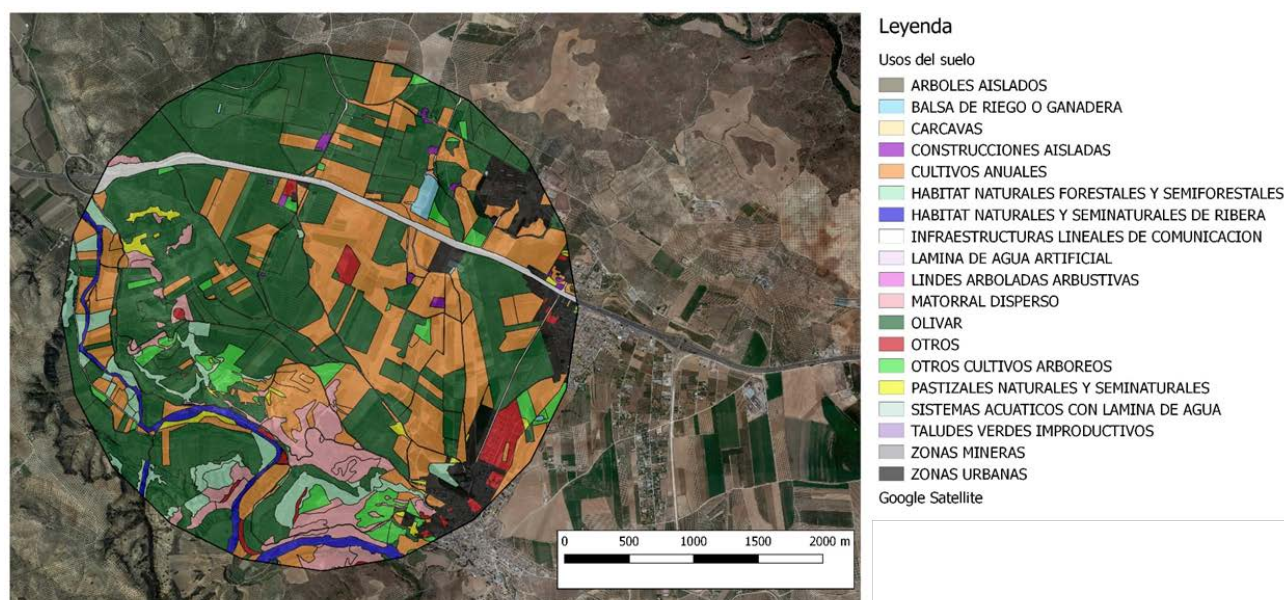 Leyenda
Usos del suelo
ARBOLES AISLADOS
BALSA DE RIEGO O GANADERA
CARCAVAS
CONSTRUCCIONES AISLADAS
CULTIVOS ANUALES
HABITAT NATURALES FORESTALES Y SEMIFORESTALES
HABITAT NATURALES Y SEMINATURALES DE RIBERA
INFRAESTRUCTURAS LINEALES DE COMUNICACION
LAMINA DE AGUA ARTIFICIAL
LINDES ARBOLADAS ARBUSTIVAS
MATORRAL DISPERSO
OLIVAR
OTROS
OTROS CULTIVOS ARBOREOS
PASTIZALES NATURALES Y SEMINATURALES
SISTEMAS ACUATICOS CON LAMINA DE AGUA
TALUDES VERDES IMPRODUCTIVOS
ZONAS MINERAS
ZONAS URBANAS
Google Satellite
0 500 1000 1500 2000 m